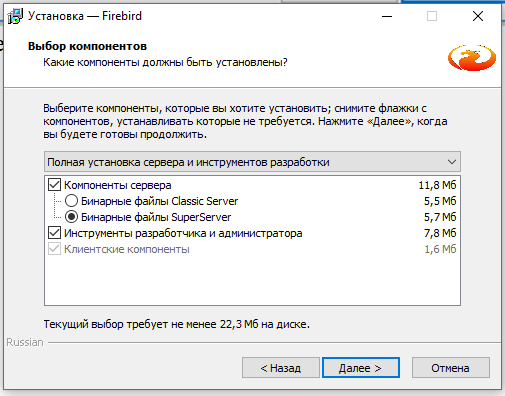 Установка — Firebird
Выбор компонентов
Какие компоненты должны быть установлены?
Выберите компоненты, которые вы хотите установить; снимите флажки с
компонентов, устанавливать которые не требуется. Нажмите «Далее», когда
вы будете готовы продолжить.
Полная установка сервера и инструментов разработки
Компоненты сервера 11,8 Мб
Бинарные файлы Classic Server 5,5 Мб
Бинарные файлы SuperServer 5,7 Мб
Инструменты разработчика и администратора 7,8 Мб
Клиентские компоненты 1,6 Мб
Текущий выбор требует не менее 22,3 Мб на диске.
Russian
< Назад
Далее >
Отмена